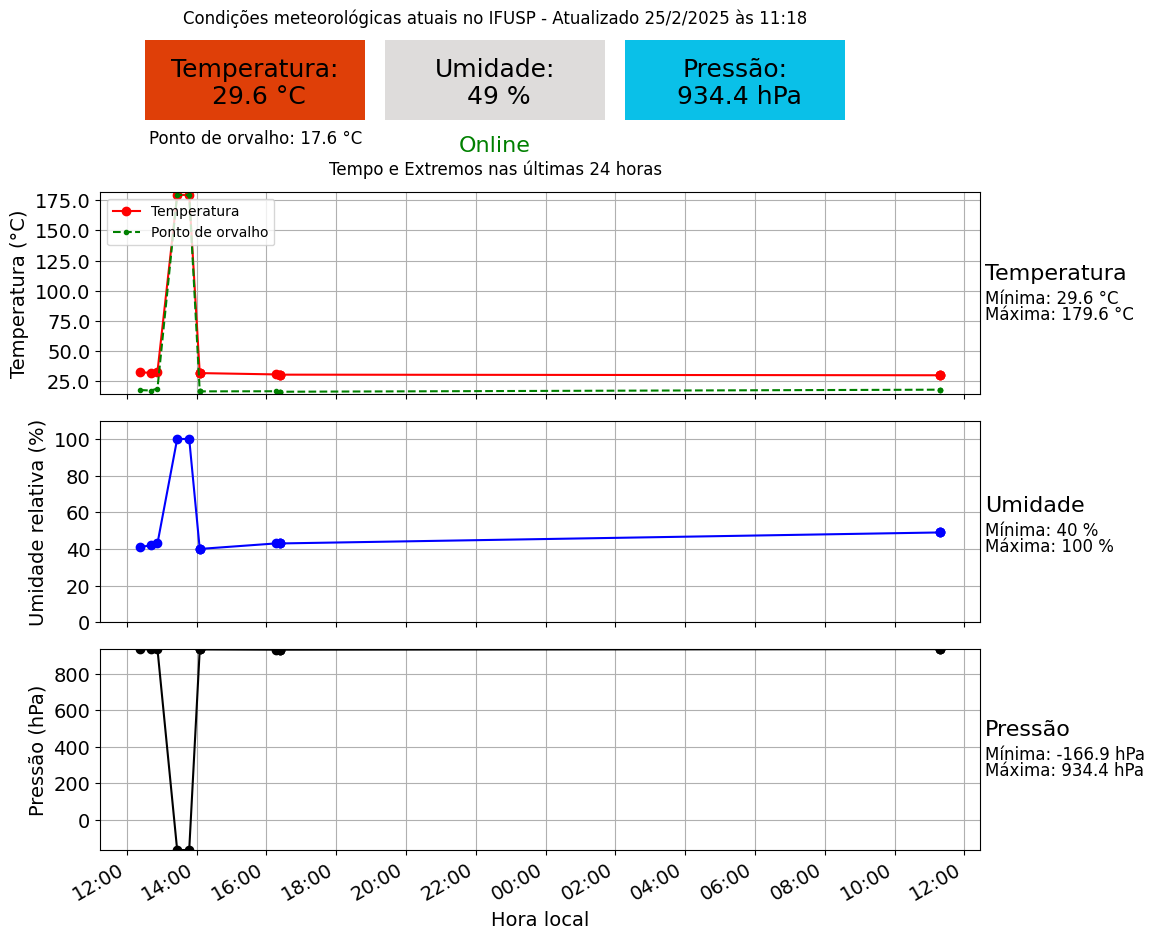 Condições meteorológicas atuais no IFUSP - Atualizado 25/2/2025 às 11:18
Temperatura:
29.6 °C
Umidade:
49 %
Pressão:
934.4 hPa
Ponto de orvalho: 17.6 °C
Online
Tempo e Extremos nas últimas 24 horas
Temperatura (°C)
175.0
150.0
125.0
100.0
75.0
50.0
25.0
Temperatura
Ponto de orvalho
Temperatura
Mínima: 29.6 °C
Máxima: 179.6 °C
Umidade relativa (%)
100
80
60
40
20
0
Umidade
Mínima: 40 %
Máxima: 100 %
Pressão (hPa)
800
600
400
200
0
Pressão
Mínima: -166.9 hPa
Máxima: 934.4 hPa
12:00
14:00
16:00
18:00
20:00
22:00
00:00
02:00
04:00
06:00
08:00
10:00
12:00
Hora local